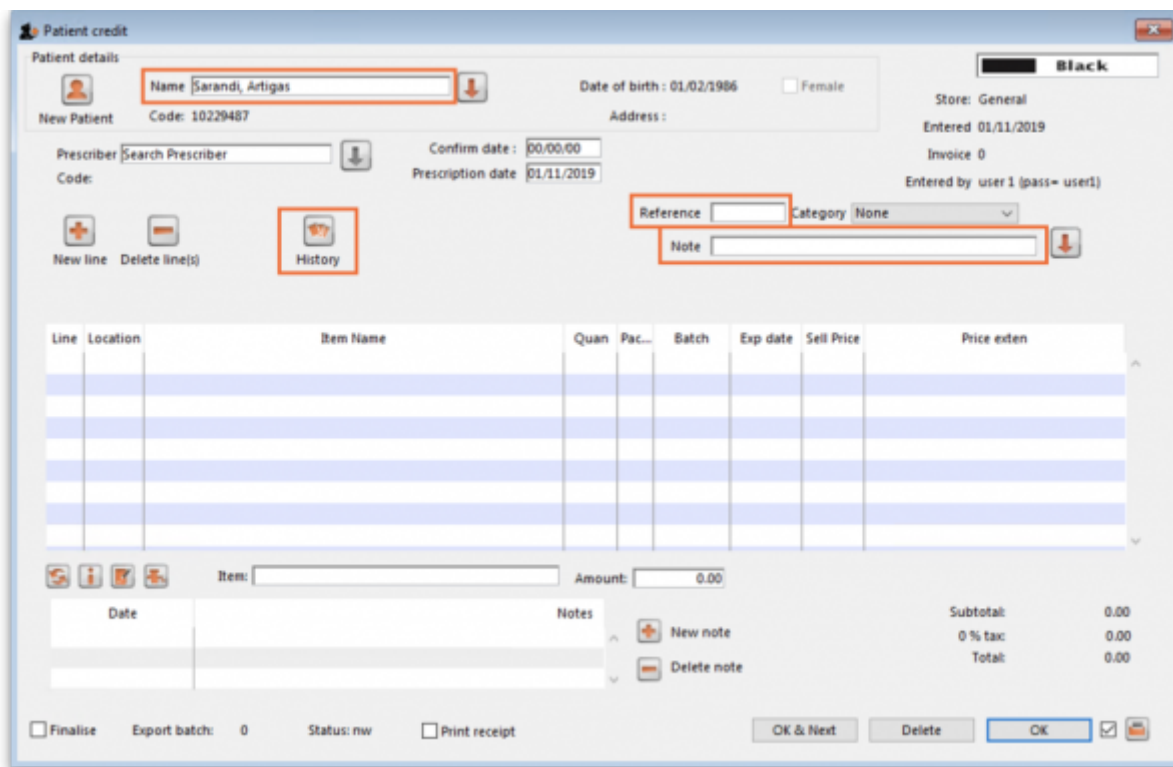 Patient credit
Patient details
Name Sarandi, Artigas
Date of birth : 01/02/1986
Female
Black
New Patient
Code: 10229487
Address :
Store: General
Entered 01/11/2019
Prescriber Search Prescriber
Confirm date : 00/00/00
Invoice 0
Code:
Prescription date 01/11/2019
Entered by user 1 (pass= user1)
Reference
Category None
Note
New line Delete line(s) History
Line Location Item Name Quan Pac... Batch Exp date Sell Price Price exten
Item: Amount: 0.00
Date Notes
New note
Delete note
Subtotal: 0.00
0 % tax: 0.00
Total: 0.00
Finalise Export batch: 0 Status: nw Print receipt OK & Next Delete OK